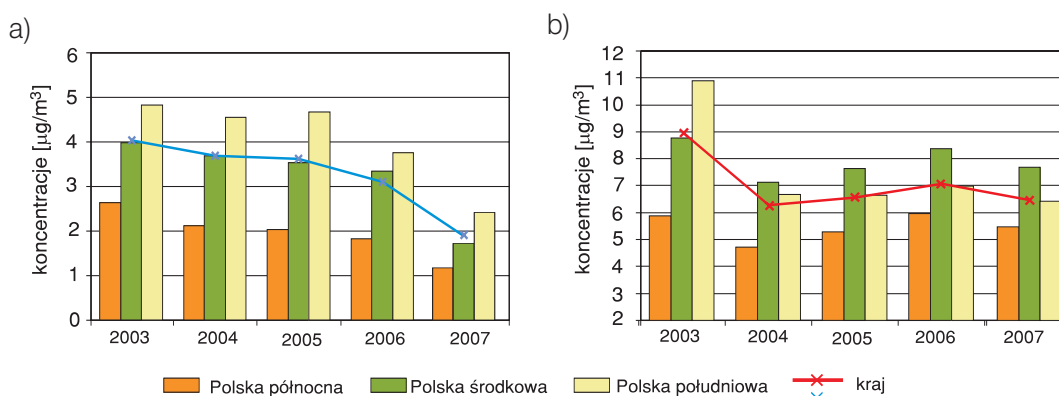 a)
koncentracje [µg/m³]
6
5
4
3
2
1
0
2003 2004 2005 2006 2007
b)
koncentracje [µg/m³]
12
11
10
9
8
7
6
5
4
3
2
2003 2004 2005 2006 2007
Polska północna Polska środkowa Polska południowa kraj